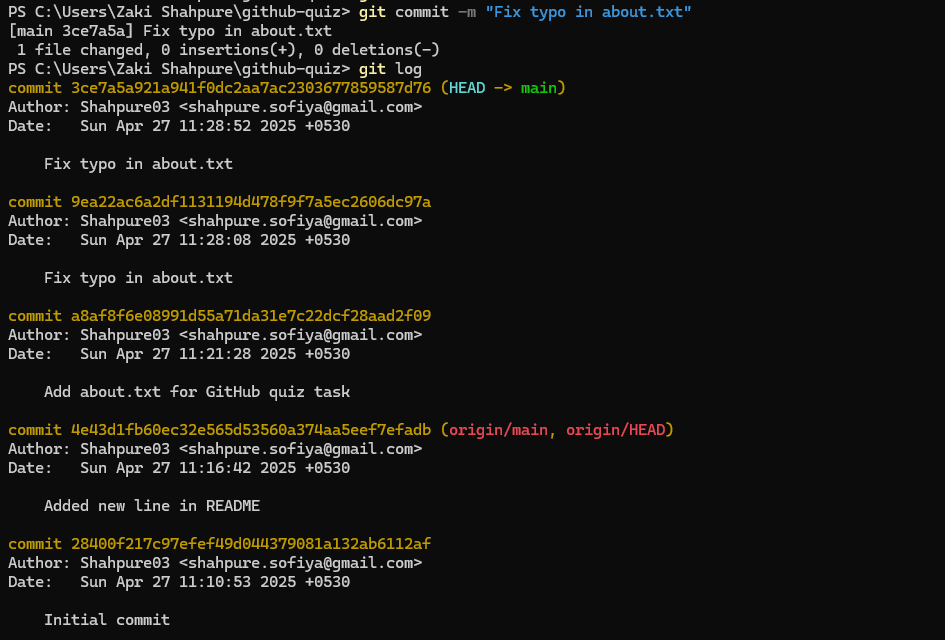 PS C:\Users\Zaki Shahpure\github-quiz> git commit -m "Fix typo in about.txt"
[main 3ce7a5a] Fix typo in about.txt
 1 file changed, 0 insertions(+), 0 deletions(-)
PS C:\Users\Zaki Shahpure\github-quiz> git log
commit 3ce7a5a921a941f0dc2aa7ac2303677859587d76 (HEAD -> main)
Author: Shahpure03 <shahpure.sofiya@gmail.com>
Date:   Sun Apr 27 11:28:52 2025 +0530

    Fix typo in about.txt

commit 9ea22ac6a2df1131194d478f9f7a5ec2606dc97a
Author: Shahpure03 <shahpure.sofiya@gmail.com>
Date:   Sun Apr 27 11:28:08 2025 +0530

    Fix typo in about.txt

commit a8af8f6e08991d55a71da31e7c22dcf28aad2f09
Author: Shahpure03 <shahpure.sofiya@gmail.com>
Date:   Sun Apr 27 11:21:28 2025 +0530

    Add about.txt for GitHub quiz task

commit 4e43d1fb60ec32e565d53560a374aa5eef7efadb (origin/main, origin/HEAD)
Author: Shahpure03 <shahpure.sofiya@gmail.com>
Date:   Sun Apr 27 11:16:42 2025 +0530

    Added new line in README

commit 28400f217c97efef49d044379081a132ab6112af
Author: Shahpure03 <shahpure.sofiya@gmail.com>
Date:   Sun Apr 27 11:10:53 2025 +0530

    Initial commit